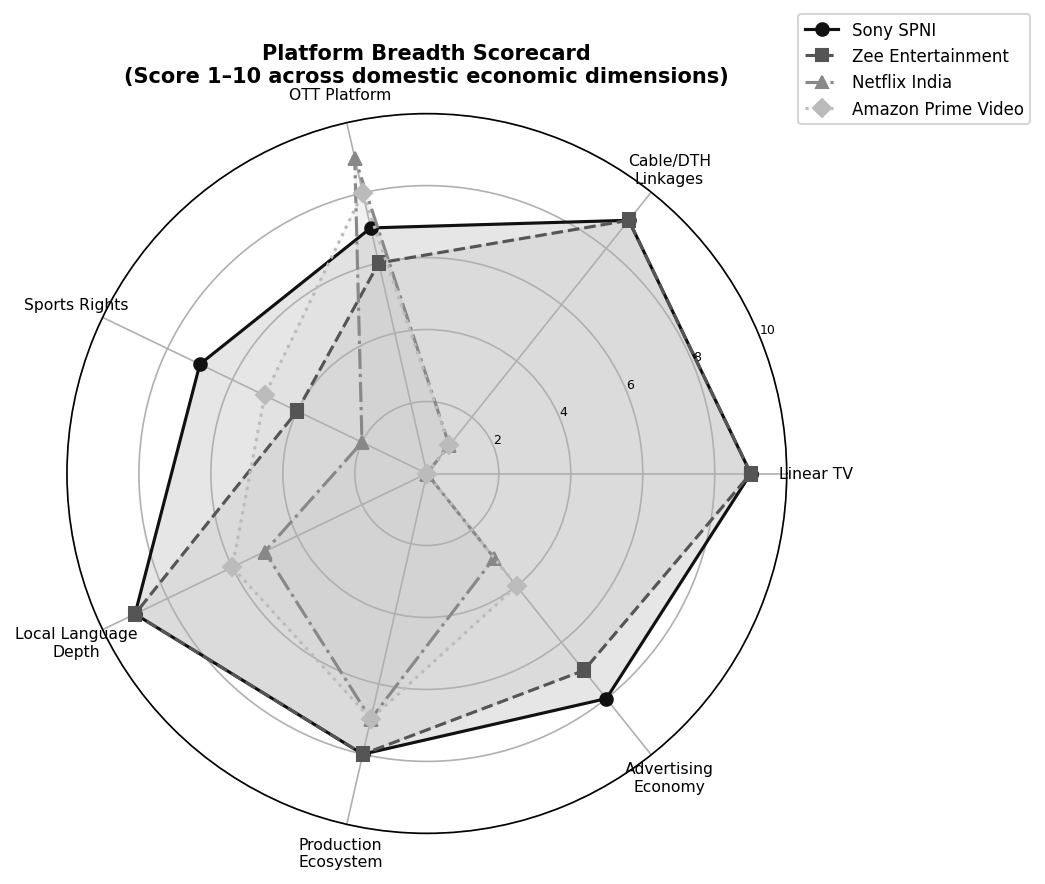 Platform Breadth Scorecard
(Score 1–10 across domestic economic dimensions)
Sony SPNI
Zee Entertainment
Netflix India
Amazon Prime Video
OTT Platform
Cable/DTH
Linkages
Sports Rights
10
8
6
4
2
Linear TV
Local Language
Depth
Advertising
Economy
Production
Ecosystem